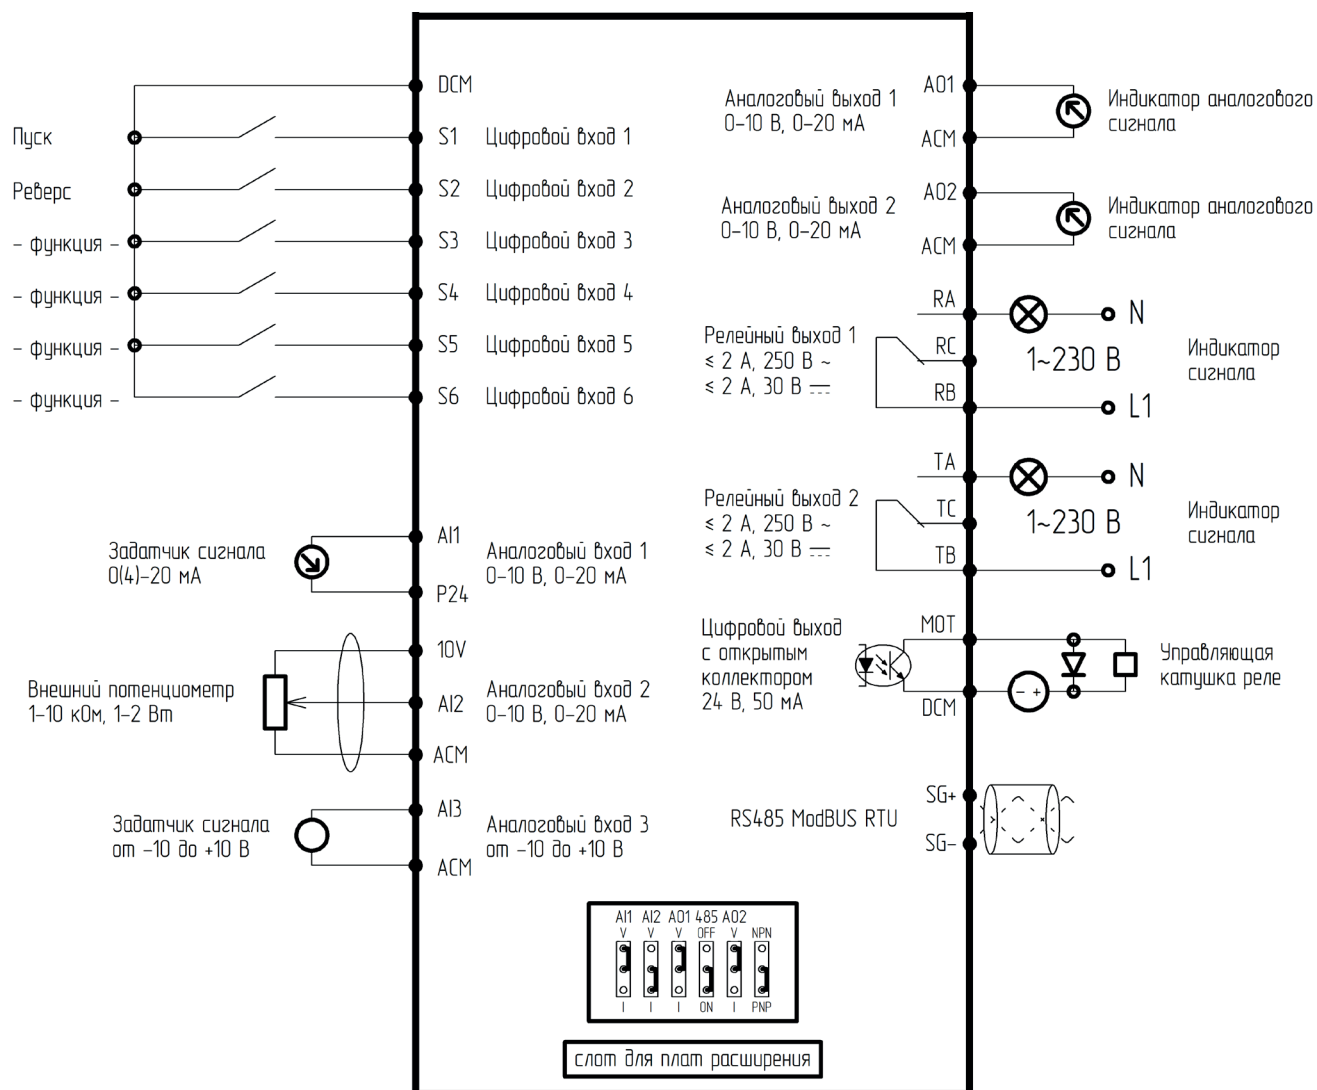 DCM
Пуск
S1 Цифровой вход 1
Реверс
S2 Цифровой вход 2
– функция –
S3 Цифровой вход 3
– функция –
S4 Цифровой вход 4
– функция –
S5 Цифровой вход 5
– функция –
S6 Цифровой вход 6
Задатчик сигнала
0(4)–20 мА
AI1
P24
Аналоговый вход 1
0–10 В, 0–20 мА
Внешний потенциометр
1–10 кОм, 1–2 Вт
10V
AI2
ACM
Аналоговый вход 2
0–10 В, 0–20 мА
Задатчик сигнала
от –10 до +10 В
AI3
ACM
Аналоговый вход 3
от –10 до +10 В
Аналоговый выход 1
0–10 В, 0–20 мА
AO1
ACM
Индикатор аналогового
сигнала
Аналоговый выход 2
0–10 В, 0–20 мА
AO2
ACM
Индикатор аналогового
сигнала
Релейный выход 1
≤ 2 А, 250 В ~
≤ 2 А, 30 В ⎓
RA
RC
RB
N
1~230 В
L1
Индикатор
сигнала
Релейный выход 2
≤ 2 А, 250 В ~
≤ 2 А, 30 В ⎓
TA
TC
TB
N
1~230 В
L1
Индикатор
сигнала
Цифровой выход
с открытым
коллектором
24 В, 50 мА
MOT
DCM
– +
Управляющая
катушка реле
RS485 ModBUS RTU
SG+
SG–
AI1 AI2 AO1 485 AO2
V V V OFF V NPN
I I I ON I PNP
слот для плат расширения